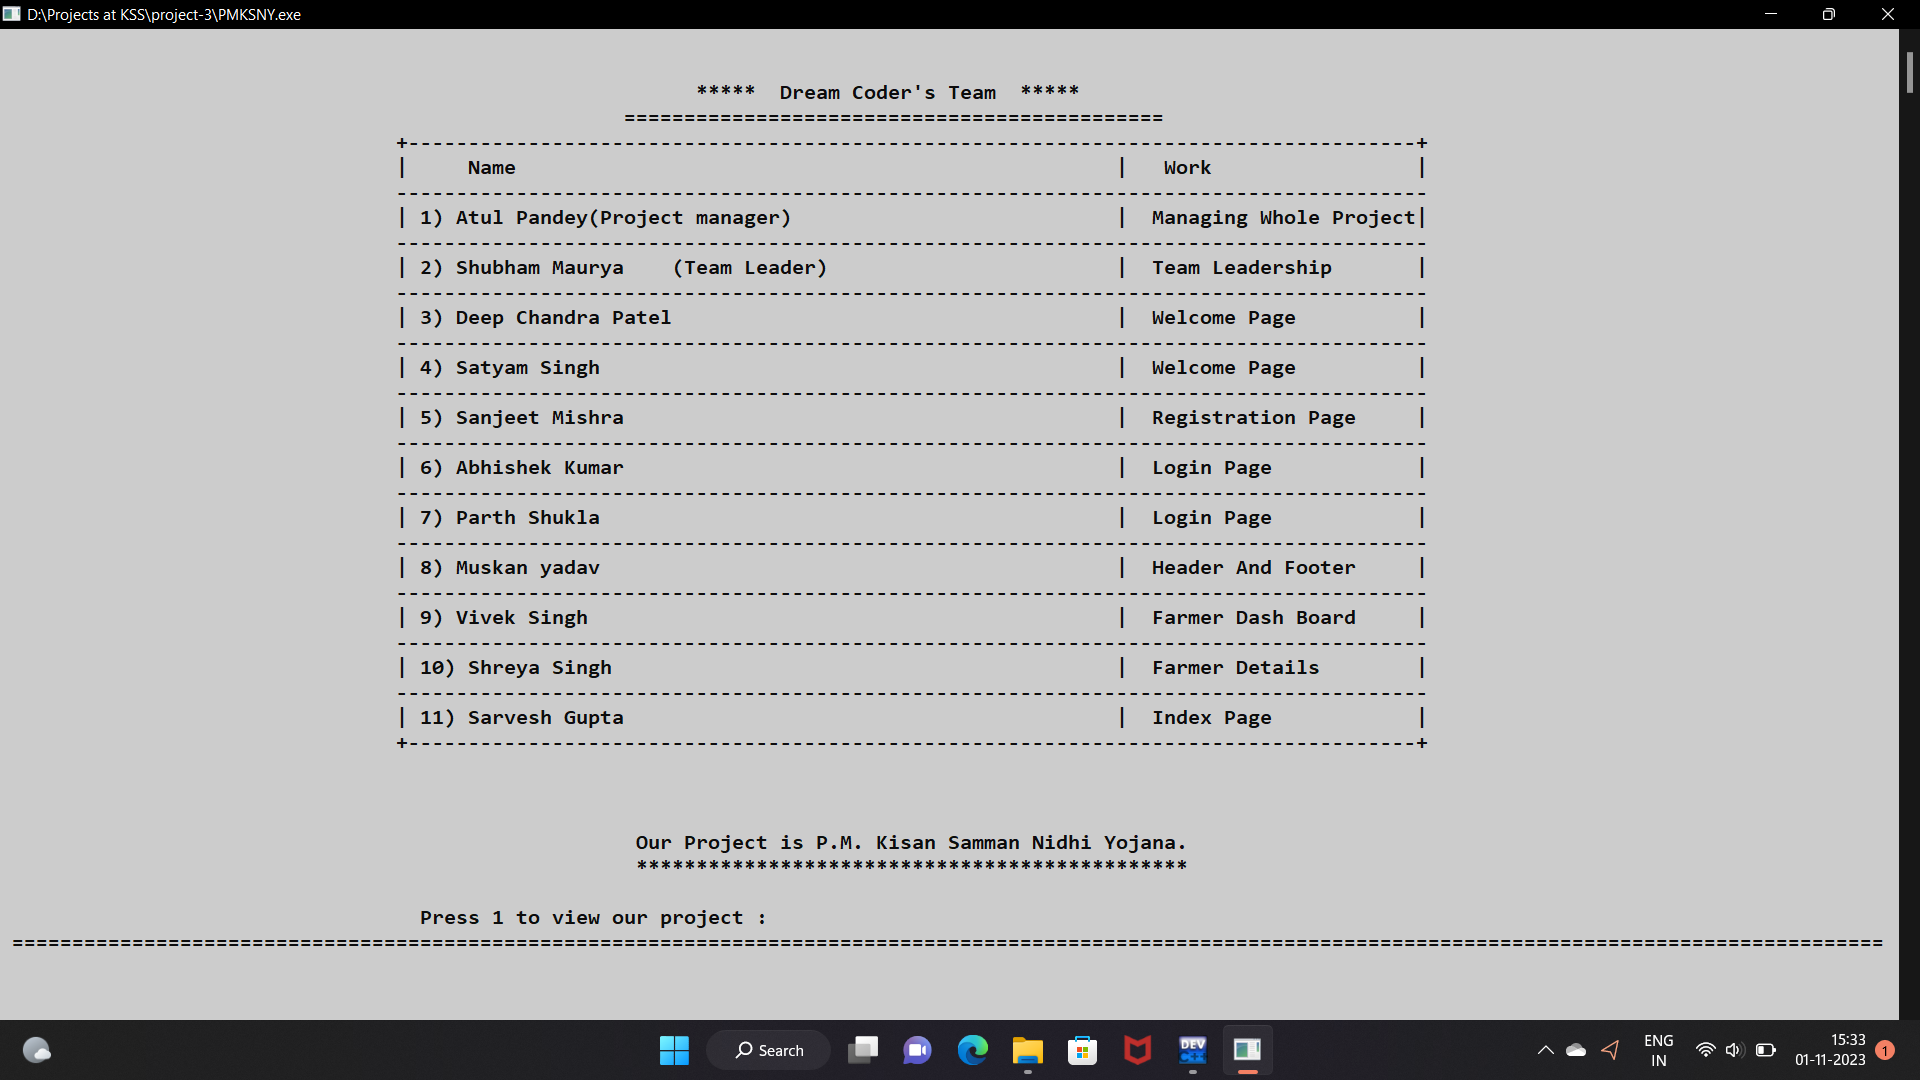 D:\Projects at KSS\project-3\PMKSNY.exe
***** Dream Coder's Team *****
=============================================
+------------------------------------------------------------------------------------+
| Name | Work |
--------------------------------------------------------------------------------------
| 1) Atul Pandey(Project manager) | Managing Whole Project|
--------------------------------------------------------------------------------------
| 2) Shubham Maurya (Team Leader) | Team Leadership |
--------------------------------------------------------------------------------------
| 3) Deep Chandra Patel | Welcome Page |
--------------------------------------------------------------------------------------
| 4) Satyam Singh | Welcome Page |
--------------------------------------------------------------------------------------
| 5) Sanjeet Mishra | Registration Page |
--------------------------------------------------------------------------------------
| 6) Abhishek Kumar | Login Page |
--------------------------------------------------------------------------------------
| 7) Parth Shukla | Login Page |
--------------------------------------------------------------------------------------
| 8) Muskan yadav | Header And Footer |
--------------------------------------------------------------------------------------
| 9) Vivek Singh | Farmer Dash Board |
--------------------------------------------------------------------------------------
| 10) Shreya Singh | Farmer Details |
--------------------------------------------------------------------------------------
| 11) Sarvesh Gupta | Index Page |
+------------------------------------------------------------------------------------+
Our Project is P.M. Kisan Samman Nidhi Yojana.
**********************************************
Press 1 to view our project :
============================================================================================================================================================
Search
DEV
C++
ENG
IN
15:33
01-11-2023
1